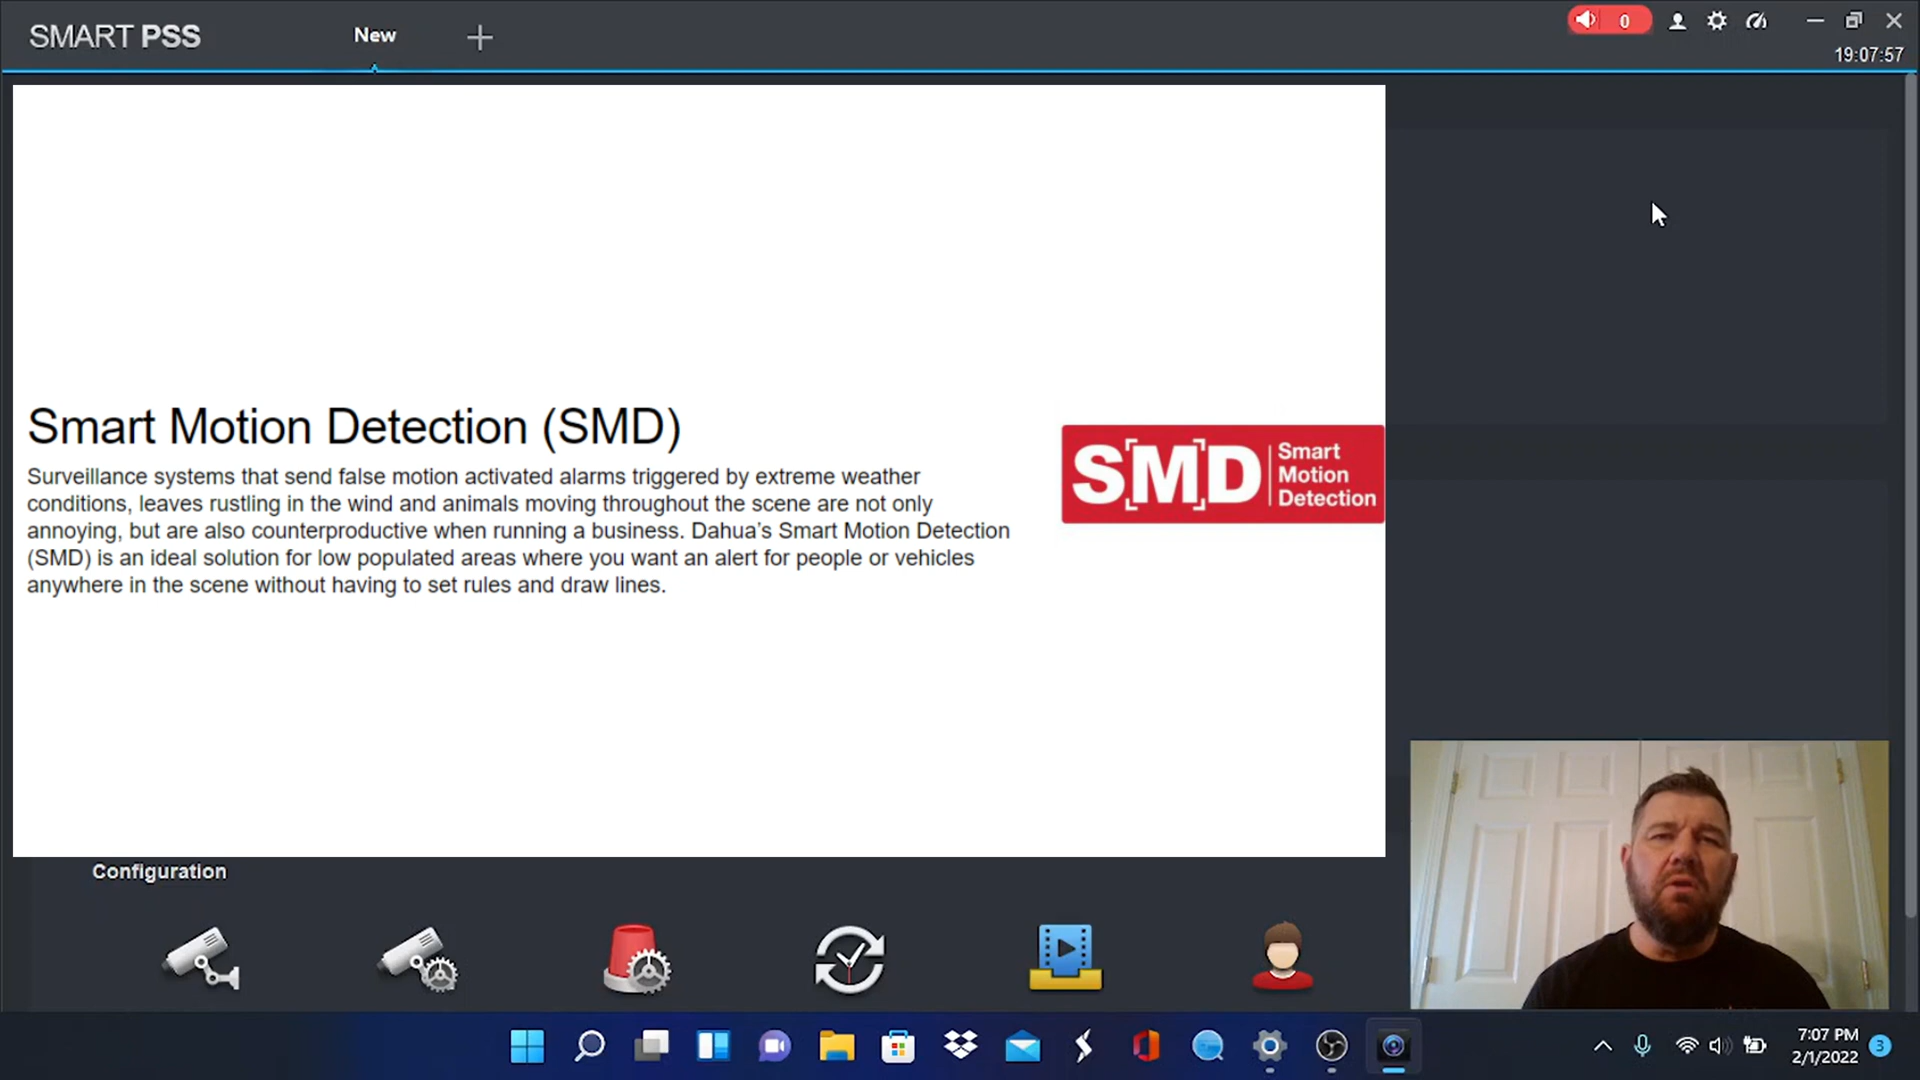 SMART PSS
New
0
19:07:57
Smart Motion Detection (SMD)
Surveillance systems that send false motion activated alarms triggered by extreme weather
conditions, leaves rustling in the wind and animals moving throughout the scene are not only
annoying, but are also counterproductive when running a business. Dahua’s Smart Motion Detection
(SMD) is an ideal solution for low populated areas where you want an alert for people or vehicles
anywhere in the scene without having to set rules and draw lines.
SMD
Smart
Motion
Detection
Configuration
7:07 PM
2/1/2022
3